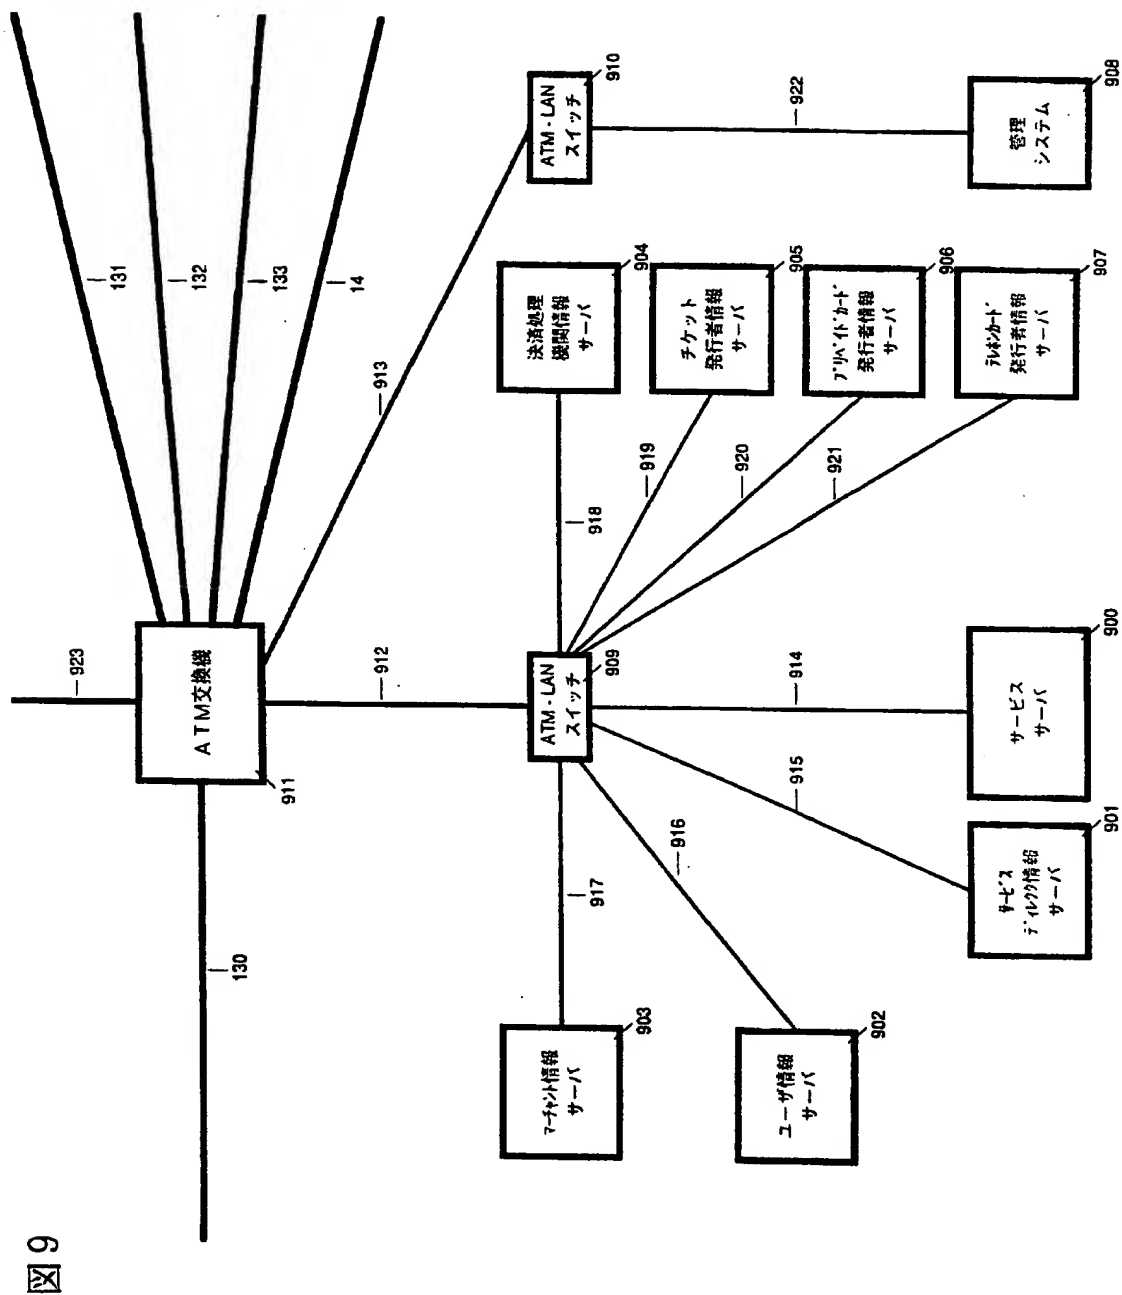 図9
923
131
132
133
14
130
ATM交換機
911
912
913
ATM-LAN
スイッチ
910
922
管理
システム
908
ATM-LAN
スイッチ
909
決済処理
機関情報
サーバ
904
918
チケット
発行者情報
サーバ
905
919
ﾌﾟﾘﾍﾟｲﾄﾞｶｰﾄﾞ
発行者情報
サーバ
906
920
ﾃﾚﾎﾝｶｰﾄﾞ
発行者情報
サーバ
907
921
マーチャント情報
サーバ
903
917
ユーザ情報
サーバ
902
916
ｻｰﾋﾞｽ
ﾃﾞｨﾚｸﾀ情報
サーバ
901
915
サービス
サーバ
900
914